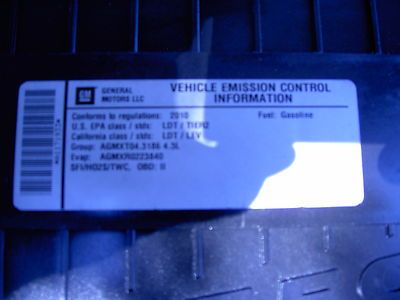 GM
GENERAL MOTORS LLC
VEHICLE EMISSION CONTROL INFORMATION
Conforms to regulations: 2010 Fuel: Gasoline
U.S. EPA class / stds: LDT / TIER2
California class / stds: LDT / LEV
Group: AGMXT04.3186 4.3L
Evap: AGMXR0223840
SFI/HO2S/TWC, OBD: II